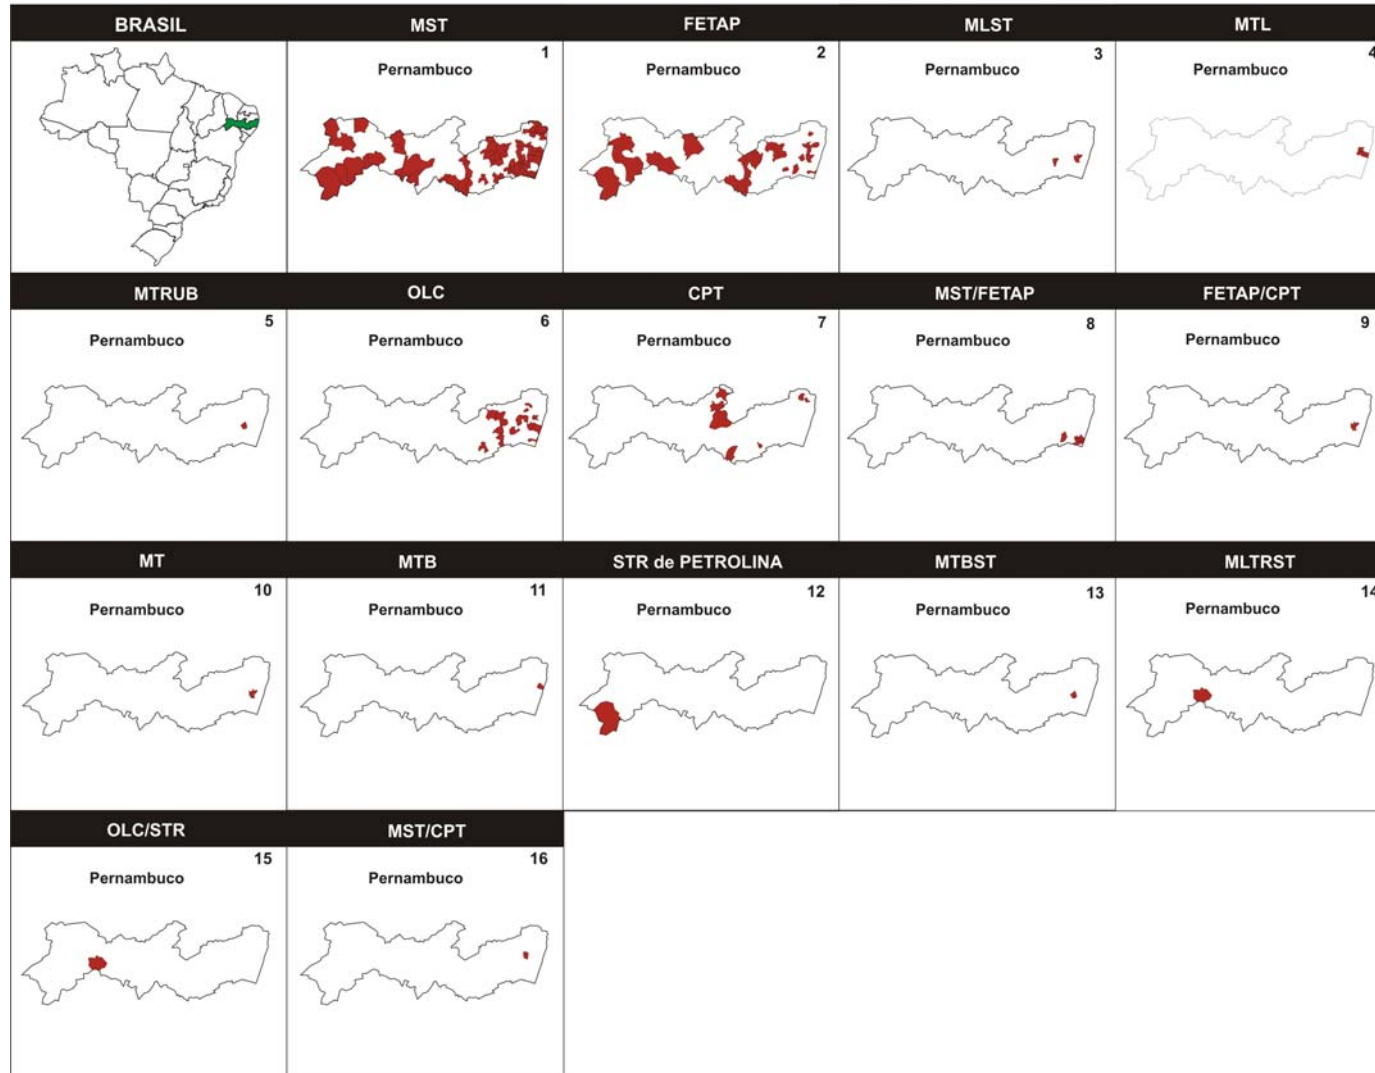 BRASIL MST FETAP MLST MTL
1 2 3 4
Pernambuco Pernambuco Pernambuco Pernambuco
MTRUB OLC CPT MST/FETAP FETAP/CPT
5 6 7 8 9
Pernambuco Pernambuco Pernambuco Pernambuco Pernambuco
MT MTB STR de PETROLINA MTBST MLTRST
10 11 12 13 14
Pernambuco Pernambuco Pernambuco Pernambuco Pernambuco
OLC/STR MST/CPT
15 16
Pernambuco Pernambuco